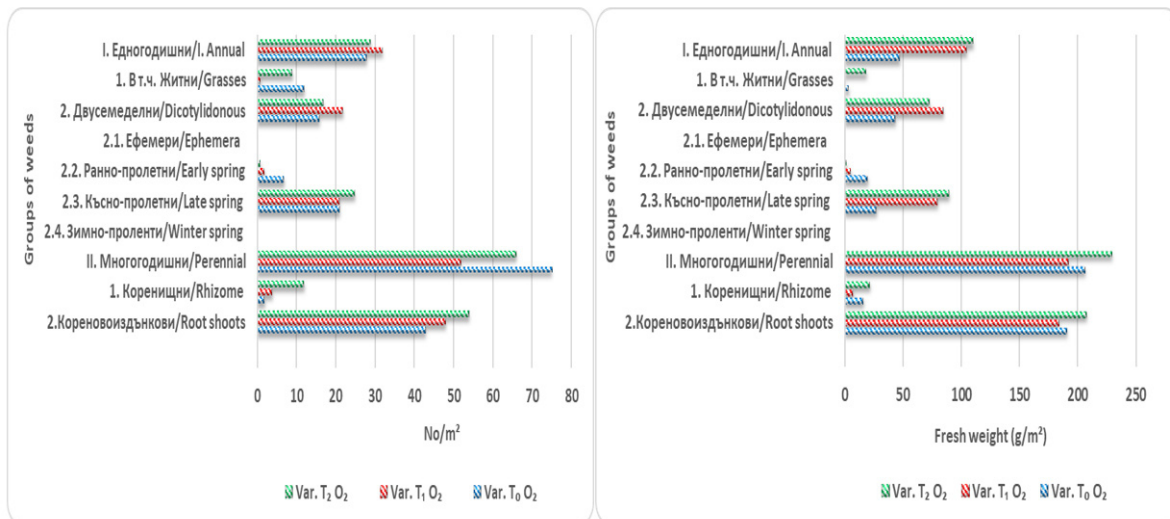 Groups of weeds
I. Едногодишни/I. Annual
1. В т.ч. Житни/Grasses
2. Двусемеделни/Dicotylidonous
2.1. Ефемери/Ephemera
2.2. Ранно-пролетни/Early spring
2.3. Късно-пролетни/Late spring
2.4. Зимно-проленти/Winter spring
II. Многогодишни/Perennial
1. Коренищни/Rhizome
2.Кореновоиздънкови/Root shoots
0 10 20 30 40 50 60 70 80
No/m²
Var. T₂ O₂ Var. T₁ O₂ Var. T₀ O₂
Groups of weeds
I. Едногодишни/I. Annual
1. В т.ч. Житни/Grasses
2. Двусемеделни/Dicotylidonous
2.1. Ефемери/Ephemera
2.2. Ранно-пролетни/Early spring
2.3. Късно-пролетни/Late spring
2.4. Зимно-проленти/Winter spring
II. Многогодишни/Perennial
1. Коренищни/Rhizome
2.Кореновоиздънкови/Root shoots
0 50 100 150 200 250
Fresh weight (g/m²)
Var. T₂ O₂ Var. T₁ O₂ Var. T₀ O₂